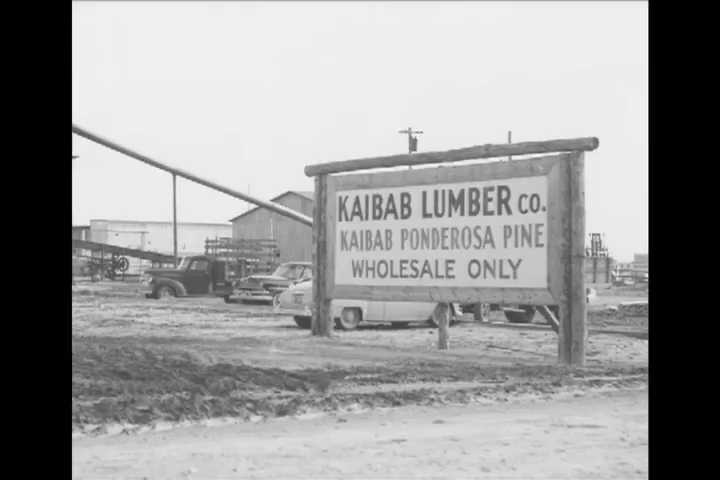 KAIBAB LUMBER CO.
KAIBAB PONDEROSA PINE
WHOLESALE ONLY